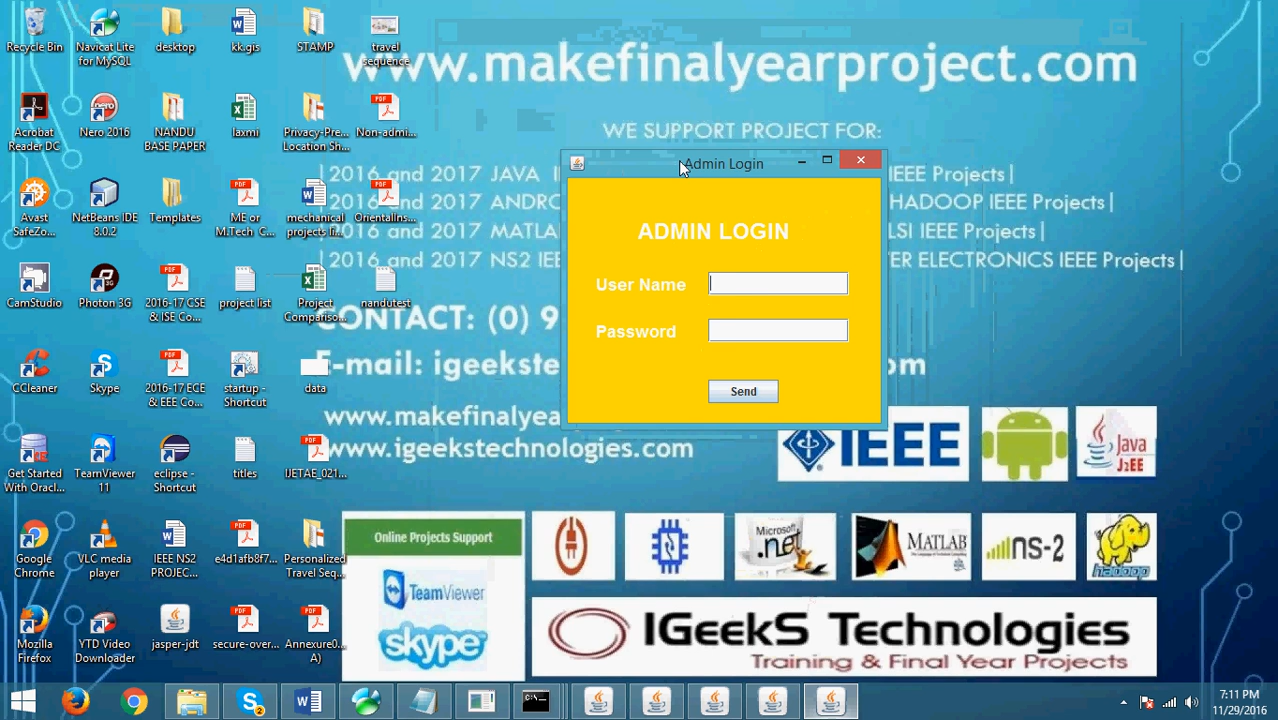 Recycle Bin
Navicat Lite
for MySQL
desktop
kk.gis
STAMP
travel
sequence
www.makefinalyearproject.com
Acrobat
Reader DC
Nero 2016
NANDU
BASE PAPER
laxmi
Privacy-Pre...
Location Sh...
Non-admi...
WE SUPPORT PROJECT FOR:
Admin Login
|2016 and 2017 JAVA
IEEE Projects|
|2016 and 2017 ANDRO
HADOOP IEEE Projects|
|2016 and 2017 MATLA
LSI IEEE Projects|
|2016 and 2017 NS2 IEE
ER ELECTRONICS IEEE Projects|
Avast
SafeZo...
NetBeans IDE
8.0.2
Templates
ME or
M.Tech_C...
mechanical
projects li...
OrientalIns...
ADMIN LOGIN
User Name
Password
Send
CamStudio
Photon 3G
2016-17 CSE
& ISE Co...
project list
Project
Compariso...
nandutest
CONTACT: (0) 9
E-mail: igeekste
om
CCleaner
Skype
2016-17 ECE
& EEE Co...
startup -
Shortcut
data
www.makefinalyea
www.igeekstechnologies.com
IEEE
Java
J2EE
Get Started
With Oracl...
TeamViewer
11
eclipse -
Shortcut
titles
IJETAE_021...
Online Projects Support
TeamViewer
skype
Microsoft
.net
MATLAB
ns-2
hadoop
Google
Chrome
VLC media
player
IEEE NS2
PROJEC...
e4d1afb8f7...
Personalized
Travel Seq...
Mozilla
Firefox
YTD Video
Downloader
jasper-jdt
secure-over...
Annexure0...
A)
IGeekS Technologies
Training & Final Year Projects
7:11 PM
11/29/2016